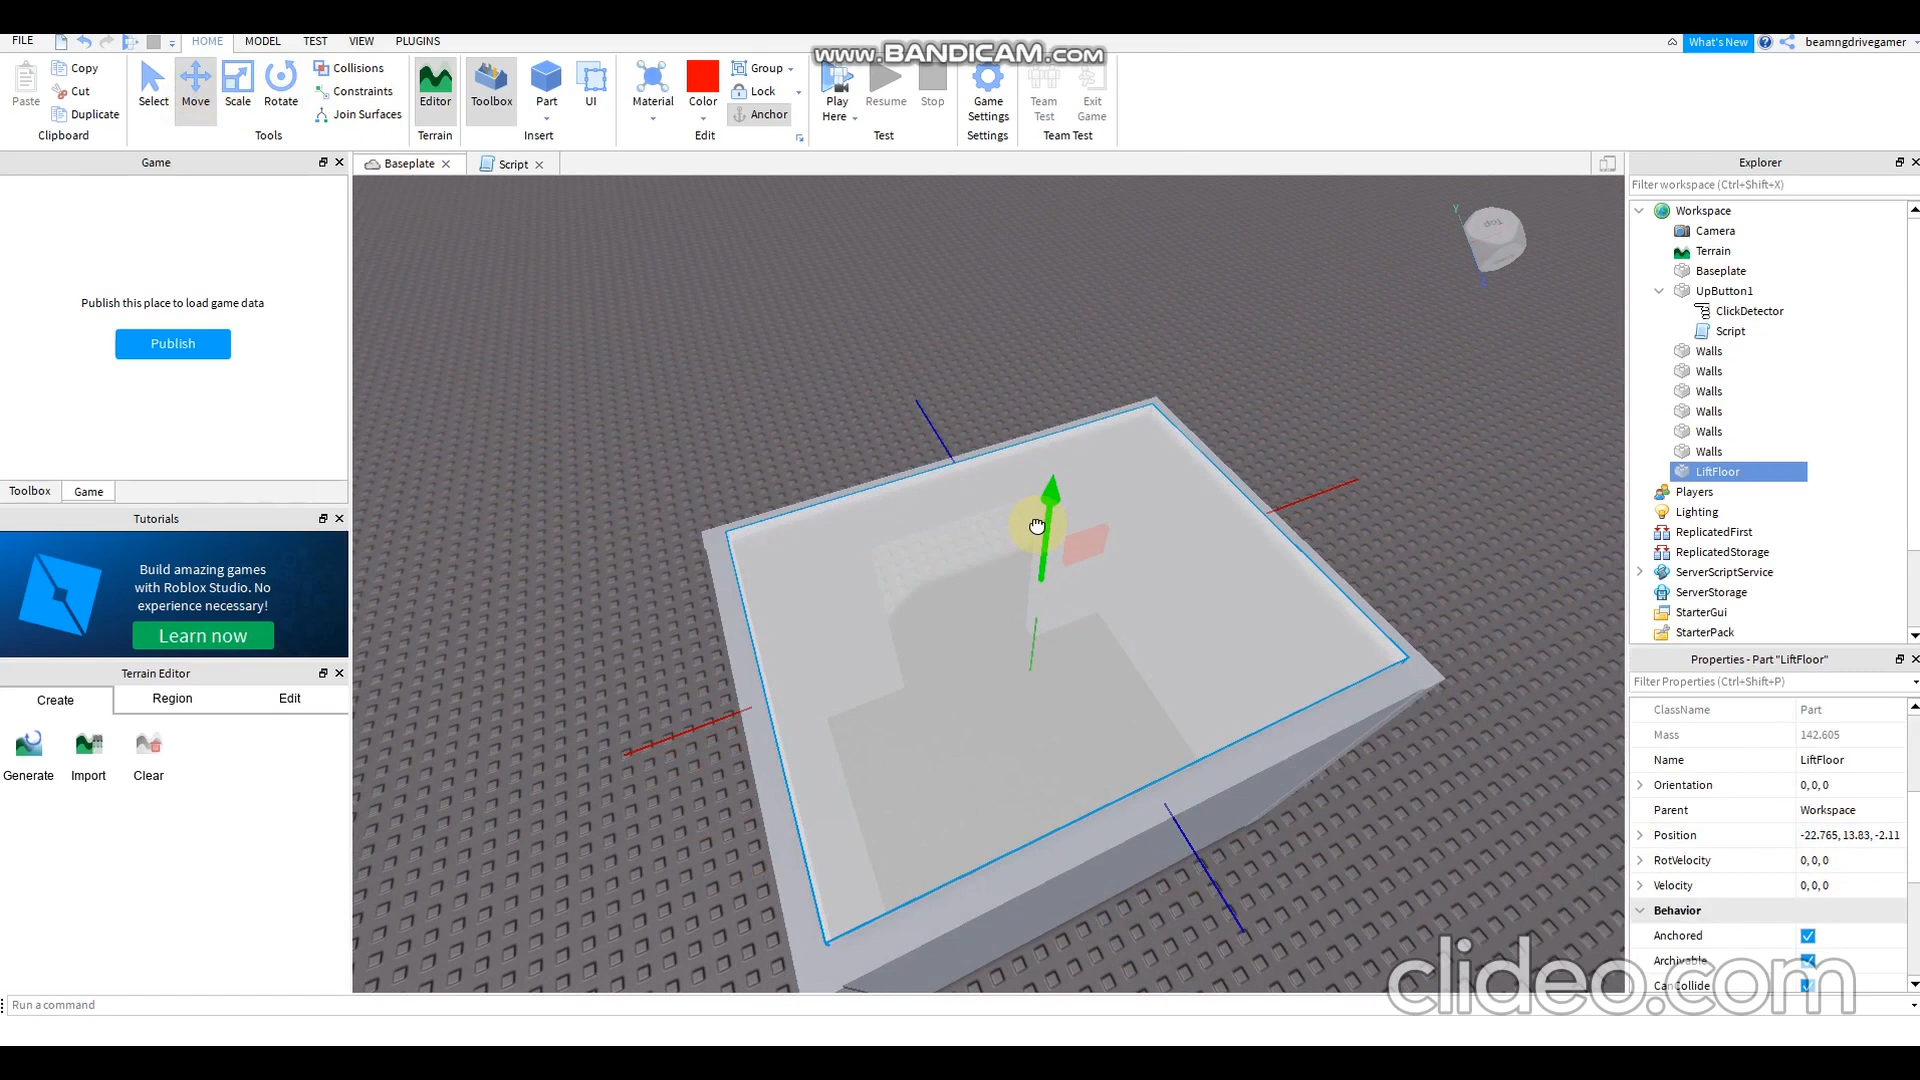 www.BANDICAM.com
FILE HOME MODEL TEST VIEW PLUGINS What's New beamngdrivegamer
Paste Copy Cut Duplicate
Clipboard
Select Move Scale Rotate Collisions Constraints Join Surfaces
Tools
Editor
Terrain
Toolbox Part UI
Insert
Material Color Group Lock Anchor
Edit
Play Here Resume Stop
Test
Game Settings
Settings
Team Test Exit Game
Team Test
Game
Publish this place to load game data
Publish
Toolbox Game
Tutorials
Build amazing games
with Roblox Studio. No
experience necessary!
Learn now
Terrain Editor
Create Region Edit
Generate Import Clear
Baseplate Script
Y
Top
Explorer
Filter workspace (Ctrl+Shift+X)
Workspace
Camera
Terrain
Baseplate
UpButton1
ClickDetector
Script
Walls
Walls
Walls
Walls
Walls
Walls
LiftFloor
Players
Lighting
ReplicatedFirst
ReplicatedStorage
ServerScriptService
ServerStorage
StarterGui
StarterPack
Properties - Part "LiftFloor"
Filter Properties (Ctrl+Shift+P)
ClassName Part
Mass 142.605
Name LiftFloor
Orientation 0, 0, 0
Parent Workspace
Position -22.765, 13.83, -2.11
RotVelocity 0, 0, 0
Velocity 0, 0, 0
Behavior
Anchored
Archivable
CanCollide
clideo.com
Run a command